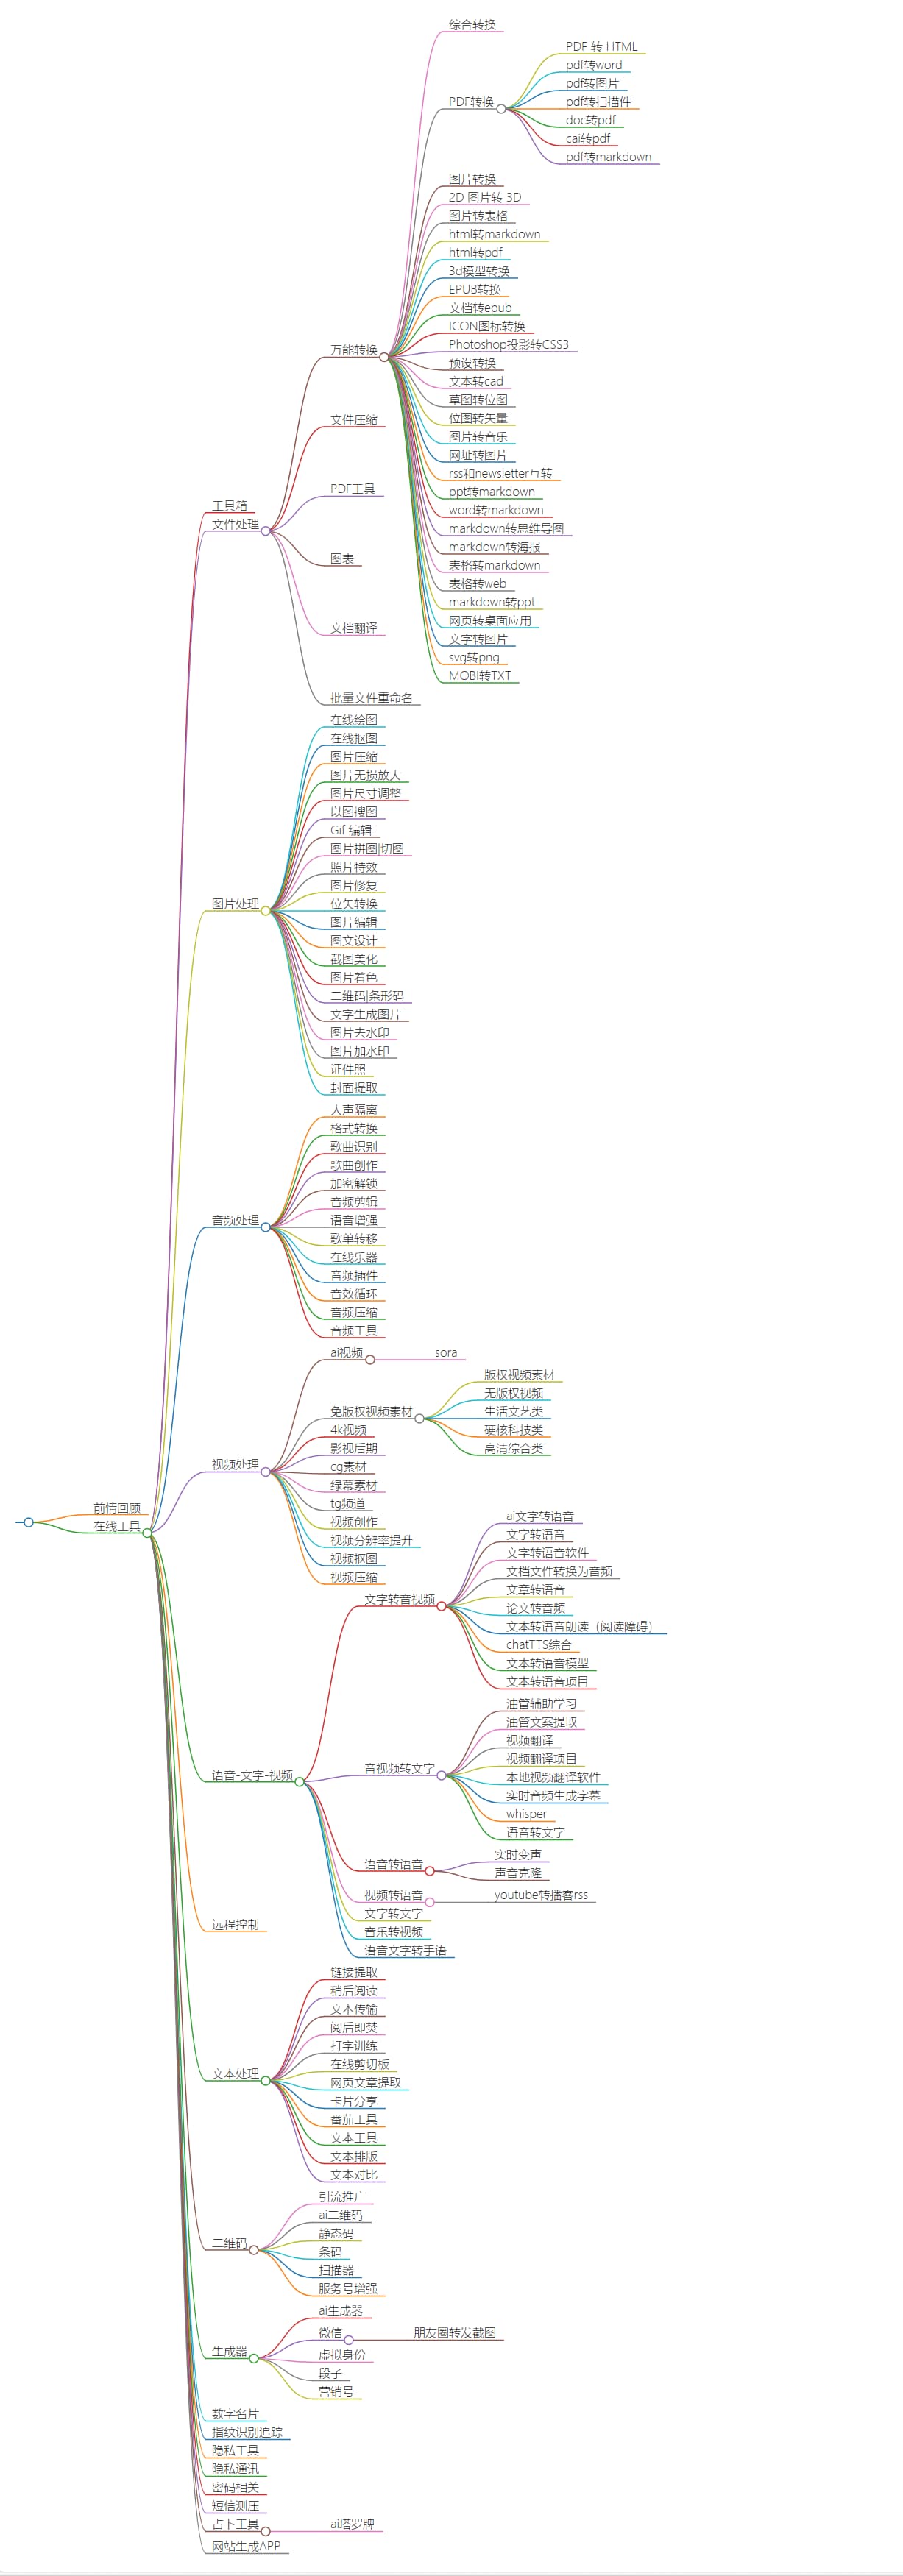 综合转换
PDF 转 HTML
pdf转word
pdf转图片
PDF转换
pdf转扫描件
doc转pdf
cai转pdf
pdf转markdown
图片转换
2D 图片转 3D
图片转表格
html转markdown
html转pdf
3d模型转换
EPUB转换
文档转epub
ICON图标转换
Photoshop投影转CSS3
万能转换
预设转换
文本转cad
草图转位图
位图转矢量
文件压缩
图片转音乐
网址转图片
rss和newsletter互转
PDF工具
ppt转markdown
工具箱
word转markdown
文件处理
markdown转思维导图
markdown转海报
图表
表格转markdown
表格转web
markdown转ppt
网页转桌面应用
文档翻译
文字转图片
svg转png
MOBI转TXT
批量文件重命名
在线绘图
在线抠图
图片压缩
图片无损放大
图片尺寸调整
以图搜图
Gif 编辑
图片拼图|切图
照片特效
图片修复
图片处理
位矢转换
图片编辑
图文设计
截图美化
图片着色
二维码|条形码
文字生成图片
图片去水印
图片加水印
证件照
封面提取
人声隔离
格式转换
歌曲识别
歌曲创作
加密解锁
音频剪辑
音频处理
语音增强
歌单转移
在线乐器
音频插件
音效循环
音频压缩
音频工具
ai视频
sora
版权视频素材
无版权视频
免版权视频素材
生活文艺类
4k视频
硬核科技类
影视后期
高清综合类
视频处理
cg素材
绿幕素材
tg频道
前情回顾
视频创作
ai文字转语音
在线工具
视频分辨率提升
文字转语音
视频抠图
文字转语音软件
视频压缩
文档文件转换为音频
文章转语音
文字转音视频
论文转音频
文本转语音朗读（阅读障碍）
chatTTS综合
文本转语音模型
文本转语音项目
油管辅助学习
油管文案提取
视频翻译
视频翻译项目
语音-文字-视频
音视频转文字
本地视频翻译软件
实时音频生成字幕
whisper
语音转文字
实时变声
语音转语音
声音克隆
视频转语音
youtube转播客rss
文字转文字
远程控制
音乐转视频
语音文字转手语
链接提取
稍后阅读
文本传输
阅后即焚
打字训练
在线剪切板
文本处理
网页文章提取
卡片分享
番茄工具
文本工具
文本排版
文本对比
引流推广
ai二维码
静态码
二维码
条码
扫描器
服务号增强
ai生成器
微信
朋友圈转发截图
生成器
虚拟身份
段子
营销号
数字名片
指纹识别追踪
隐私工具
隐私通讯
密码相关
短信测压
占卜工具
ai塔罗牌
网站生成APP